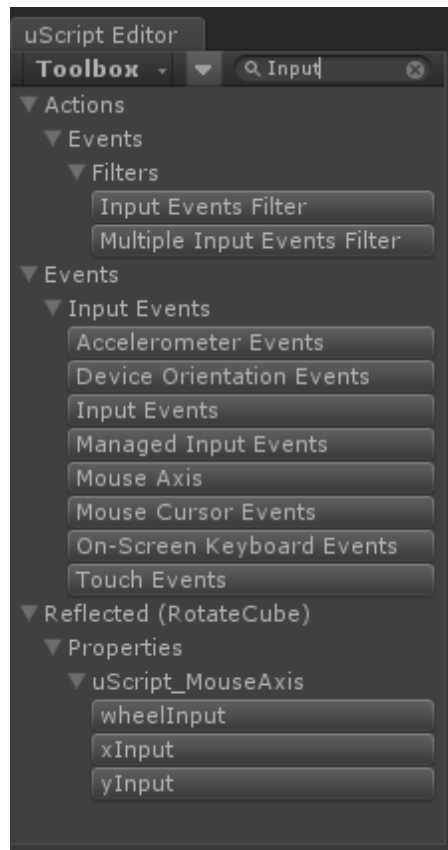 uScript Editor
Toolbox Input
Actions
Events
Filters
Input Events Filter
Multiple Input Events Filter
Events
Input Events
Accelerometer Events
Device Orientation Events
Input Events
Managed Input Events
Mouse Axis
Mouse Cursor Events
On-Screen Keyboard Events
Touch Events
Reflected (RotateCube)
Properties
uScript_MouseAxis
wheelInput
xInput
yInput